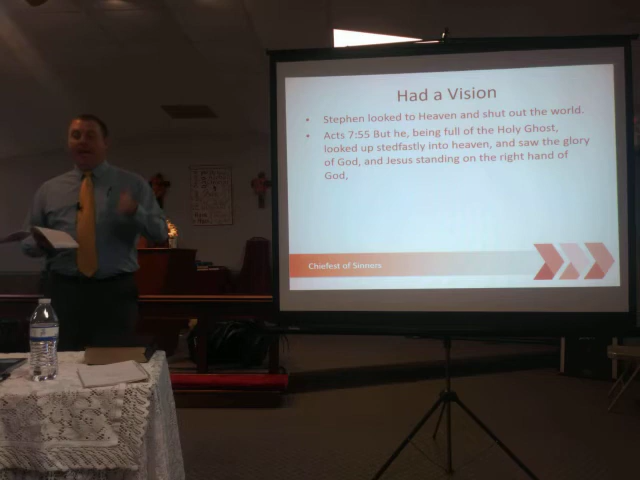 Had a Vision
• Stephen looked to Heaven and shut out the world.
• Acts 7:55 But he, being full of the Holy Ghost,
looked up stedfastly into heaven, and saw the glory
of God, and Jesus standing on the right hand of
God,
Chiefest of Sinners